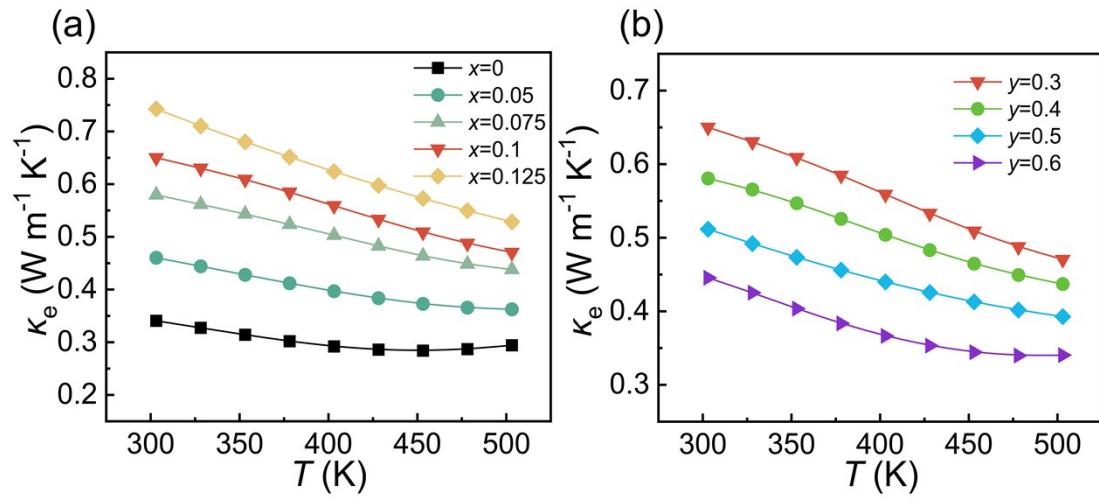 (a)
κe (W m-1 K-1)
0.8
0.7
0.6
0.5
0.4
0.3
0.2
x=0
x=0.05
x=0.075
x=0.1
x=0.125
300 350 400 450 500
T (K)
(b)
κe (W m-1 K-1)
0.7
0.6
0.5
0.4
0.3
y=0.3
y=0.4
y=0.5
y=0.6
300 350 400 450 500
T (K)